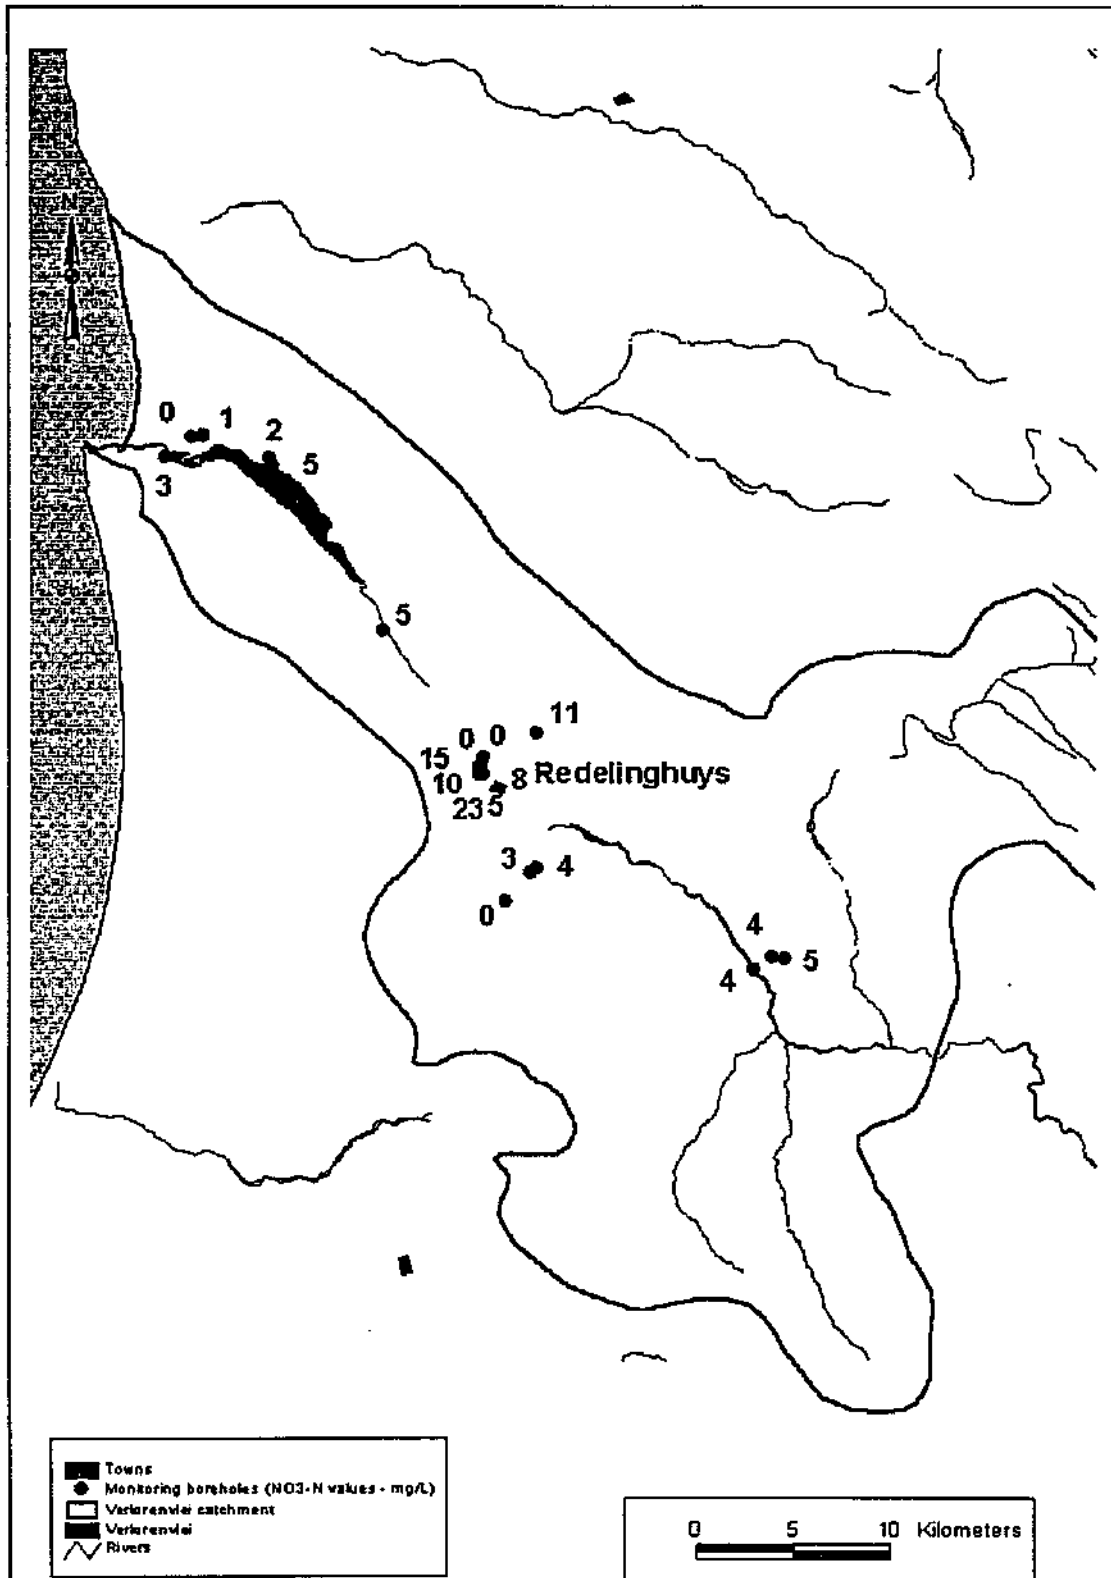 N
0
1
2
5
3
5
11
0 0
15
10
8
Redelinghuys
23
5
3
4
0
4
5
4
Towns
Monitoring boreholes (NO3-N values - mg/L)
Verlorenvlei catchment
Verlorenvlei
Rivers
0 5 10 Kilometers